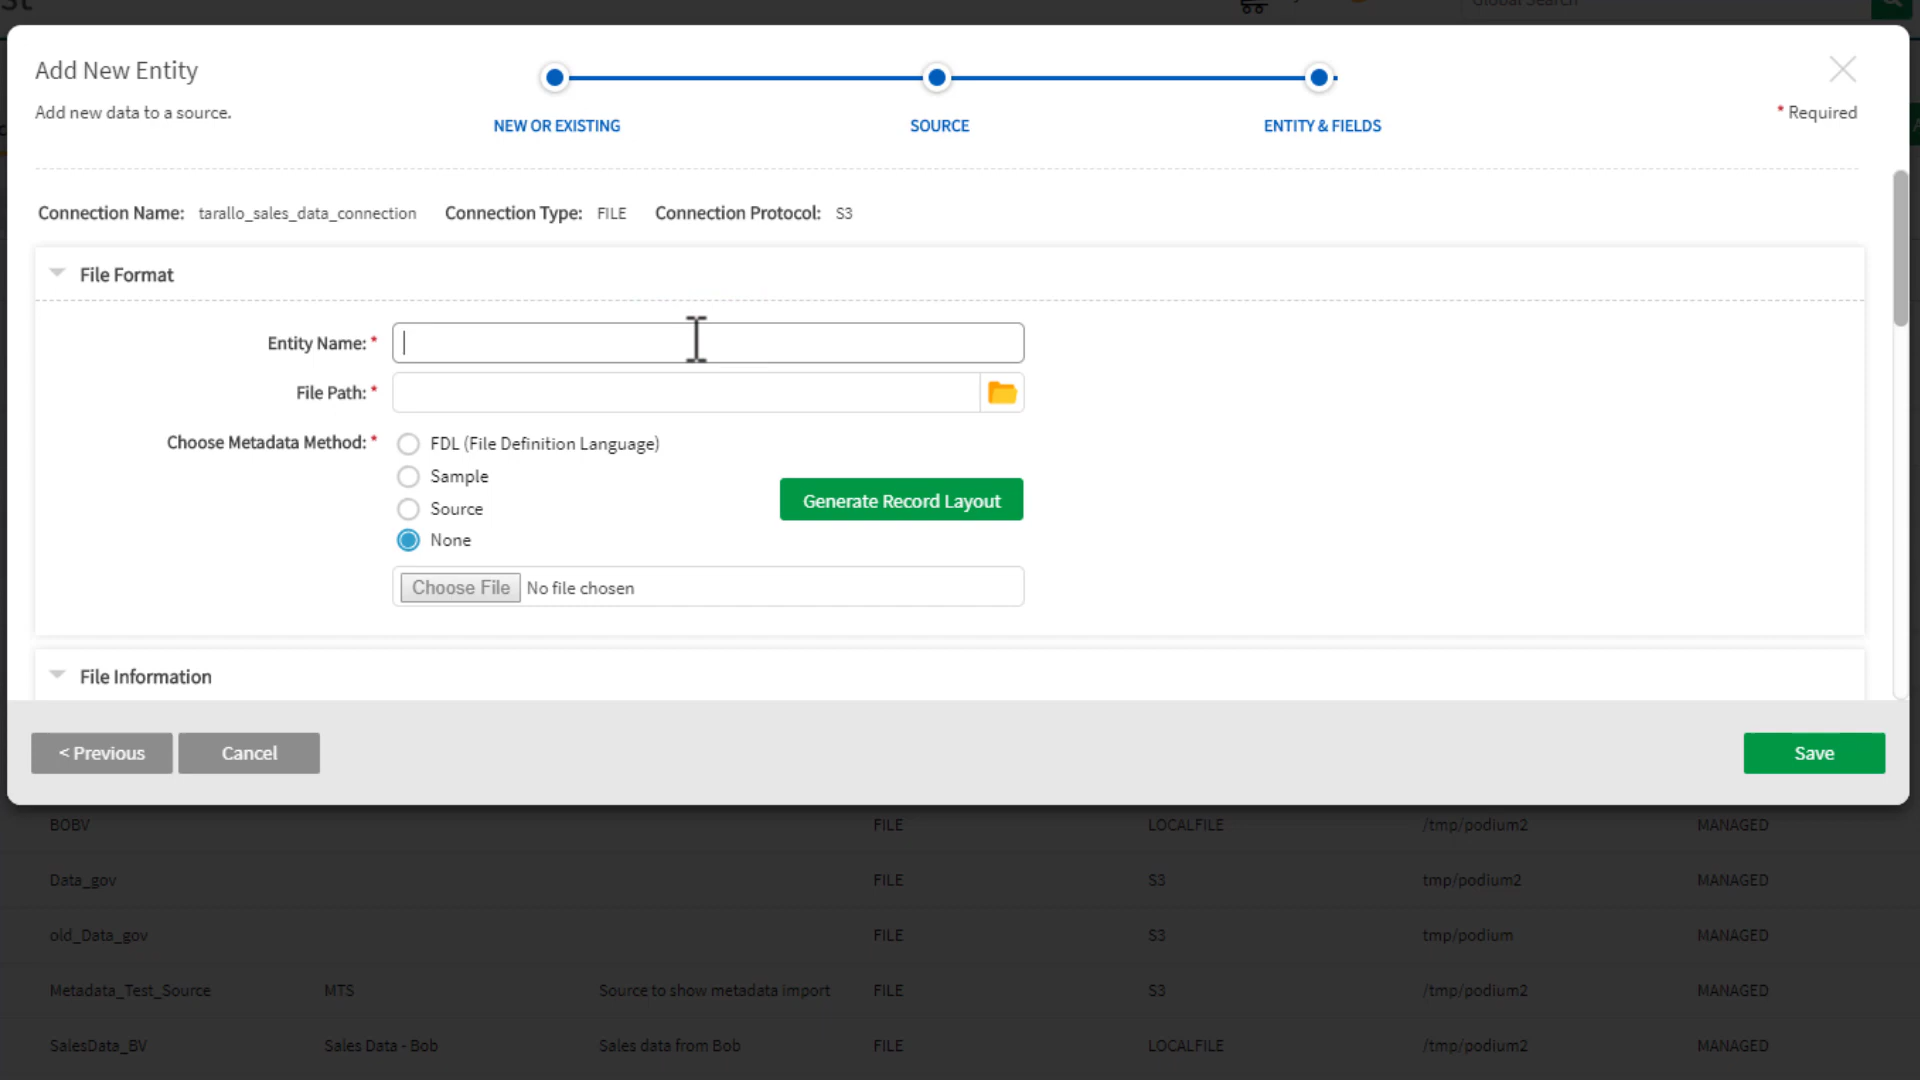 Global Search
Add New Entity
Add new data to a source.
NEW OR EXISTING
SOURCE
ENTITY & FIELDS
* Required
Connection Name: tarallo_sales_data_connection Connection Type: FILE Connection Protocol: S3
File Format
Entity Name: *
File Path: *
Choose Metadata Method: *
FDL (File Definition Language)
Sample
Source
None
Generate Record Layout
Choose File No file chosen
File Information
< Previous
Cancel
Save
BOBV FILE LOCALFILE /tmp/podium2 MANAGED
Data_gov FILE S3 tmp/podium2 MANAGED
old_Data_gov FILE S3 tmp/podium MANAGED
Metadata_Test_Source MTS Source to show metadata import FILE S3 /tmp/podium2 MANAGED
SalesData_BV Sales Data - Bob Sales data from Bob FILE LOCALFILE /tmp/podium2 MANAGED